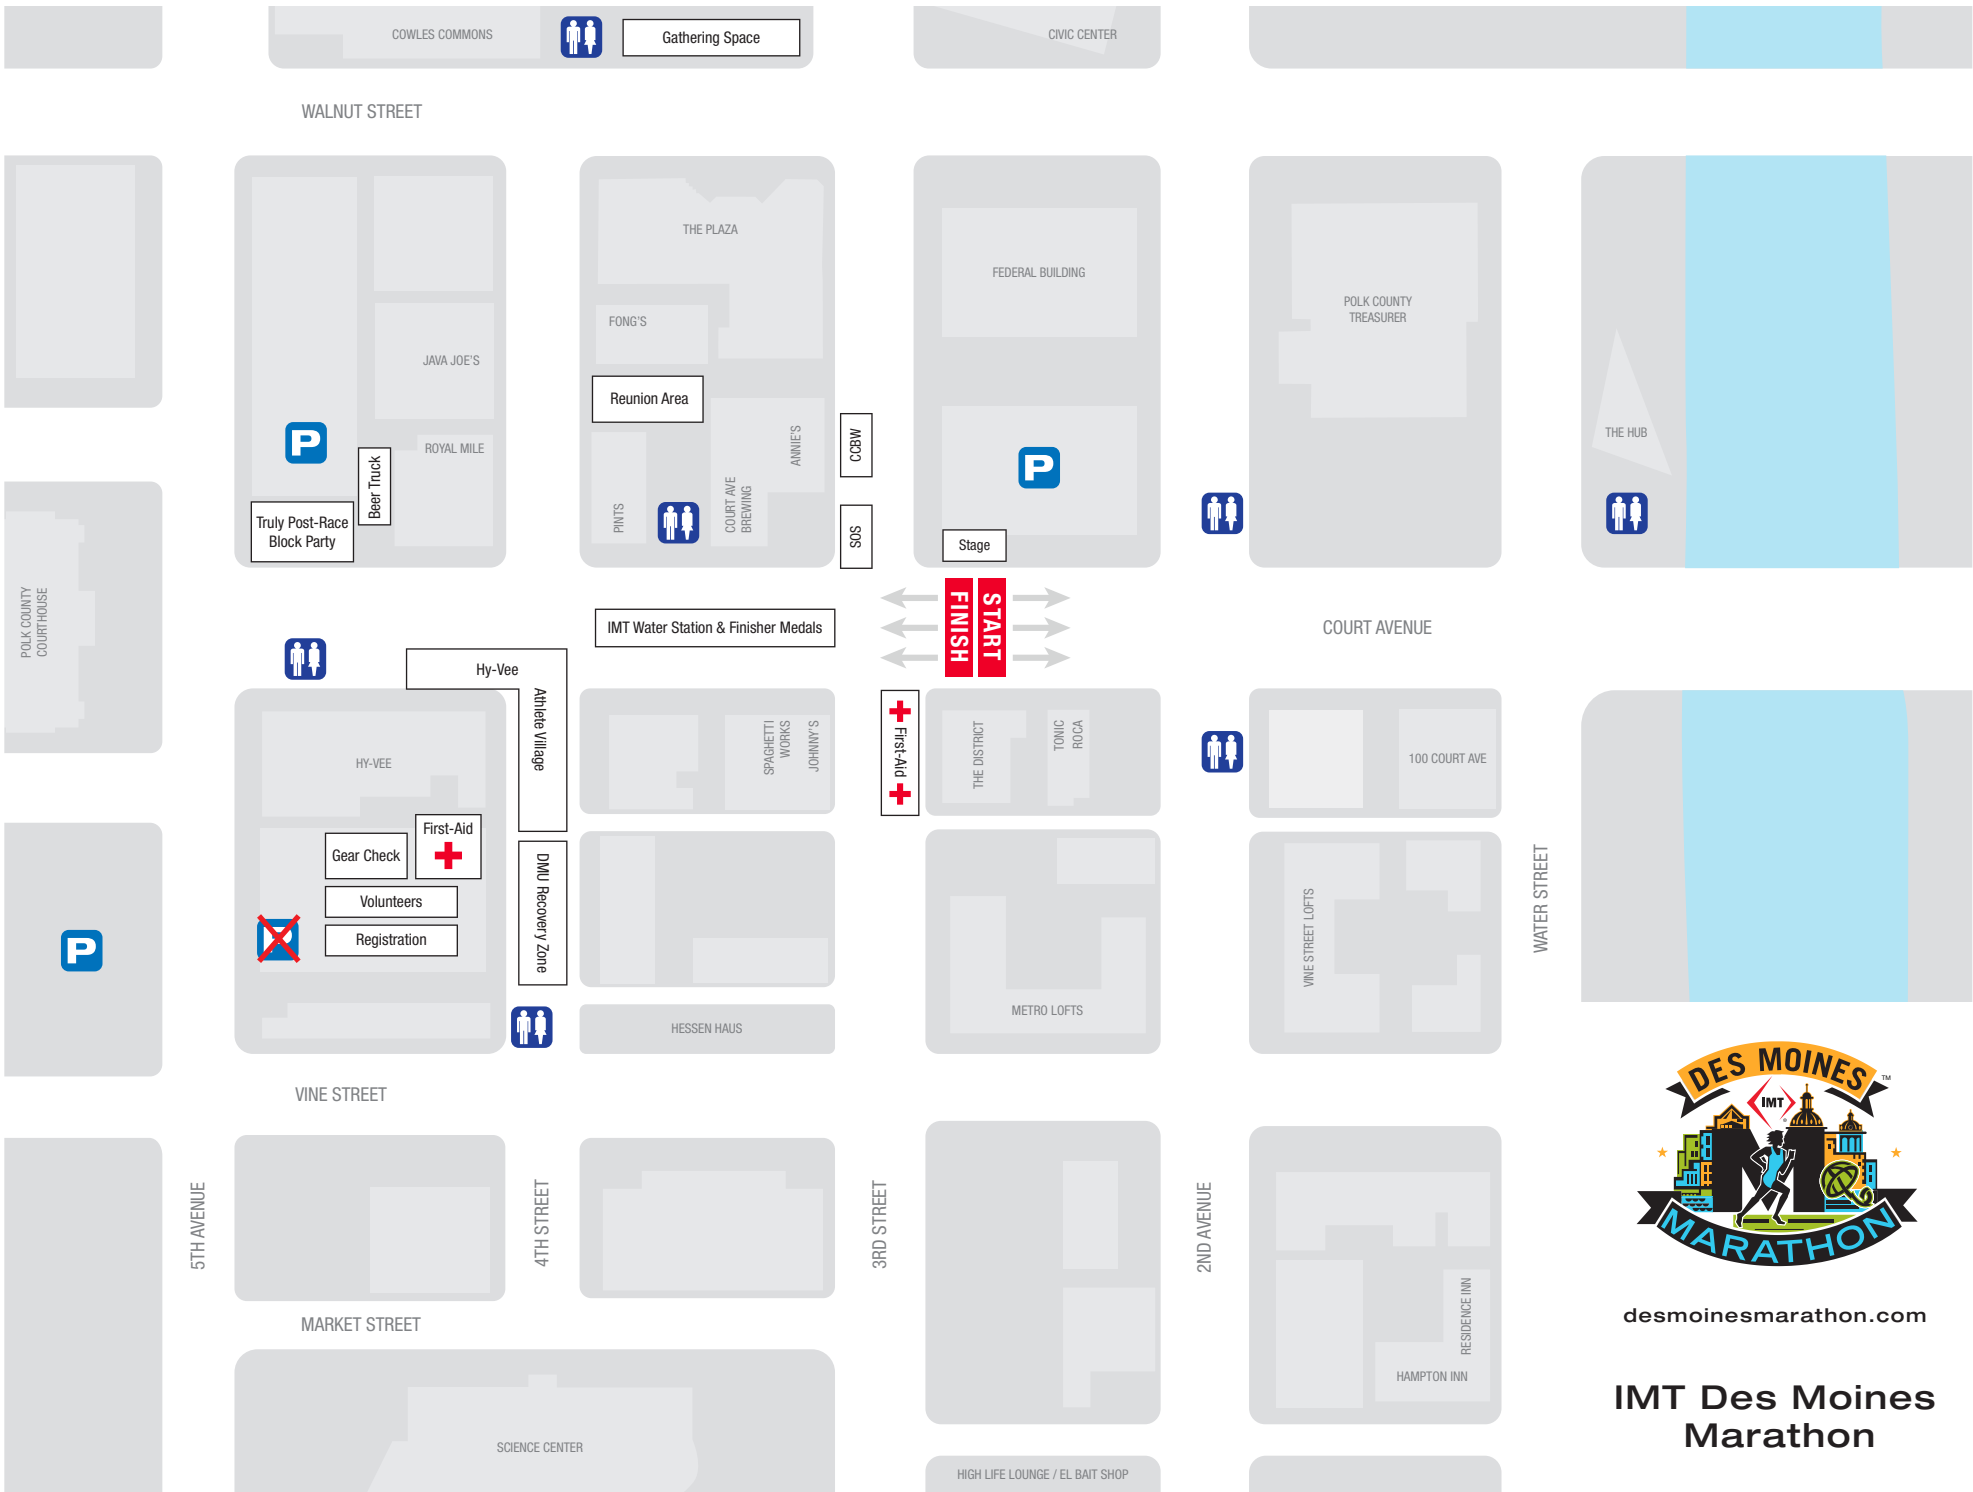 COWLES COMMONS
Gathering Space
CIVIC CENTER
WALNUT STREET
THE PLAZA
FEDERAL BUILDING
POLK COUNTY
TREASURER
FONG'S
JAVA JOE'S
Reunion Area
ANNIE'S
CCBW
THE HUB
P
ROYAL MILE
Beer Truck
P
PINTS
COURT AVE
BREWING
Truly Post-Race
Block Party
SOS
Stage
POLK COUNTY
COURTHOUSE
IMT Water Station & Finisher Medals
FINISH
START
COURT AVENUE
Hy-Vee
Athlete Village
SPAGHETTI
WORKS
JOHNNY'S
First-Aid
THE DISTRICT
TONIC
ROCA
100 COURT AVE
HY-VEE
First-Aid
Gear Check
Volunteers
Registration
P
P
DMU Recovery Zone
VINE STREET LOFTS
WATER STREET
METRO LOFTS
HESSEN HAUS
VINE STREET
5TH AVENUE
4TH STREET
3RD STREET
2ND AVENUE
MARKET STREET
RESIDENCE INN
HAMPTON INN
SCIENCE CENTER
HIGH LIFE LOUNGE / EL BAIT SHOP
DES MOINES
TM
IMT
®
MARATHON
desmoinesmarathon.com
IMT Des Moines
Marathon